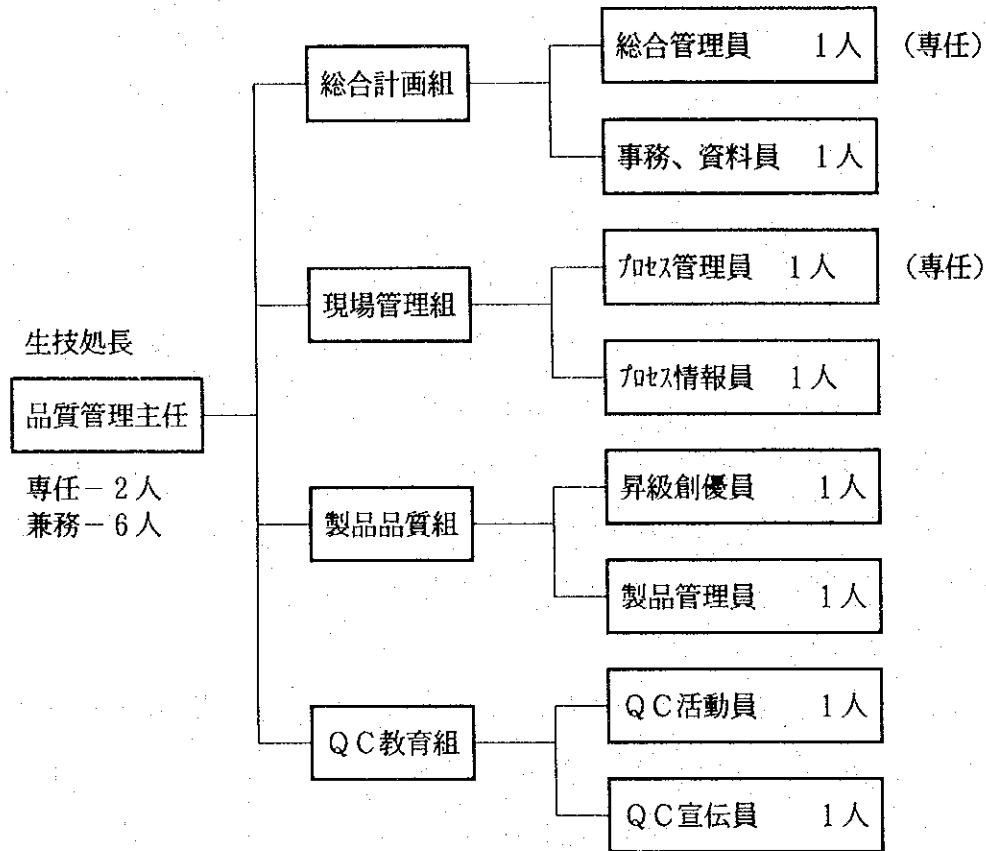 総合管理員 1人 (専任)
総合計画組
事務、資料員 1人
プロセス管理員 1人 (専任)
現場管理組
プロセス情報員 1人
生技処長
品質管理主任
専任－2人
兼務－6人
昇級創優員 1人
製品品質組
製品管理員 1人
QC活動員 1人
QC教育組
QC宣伝員 1人